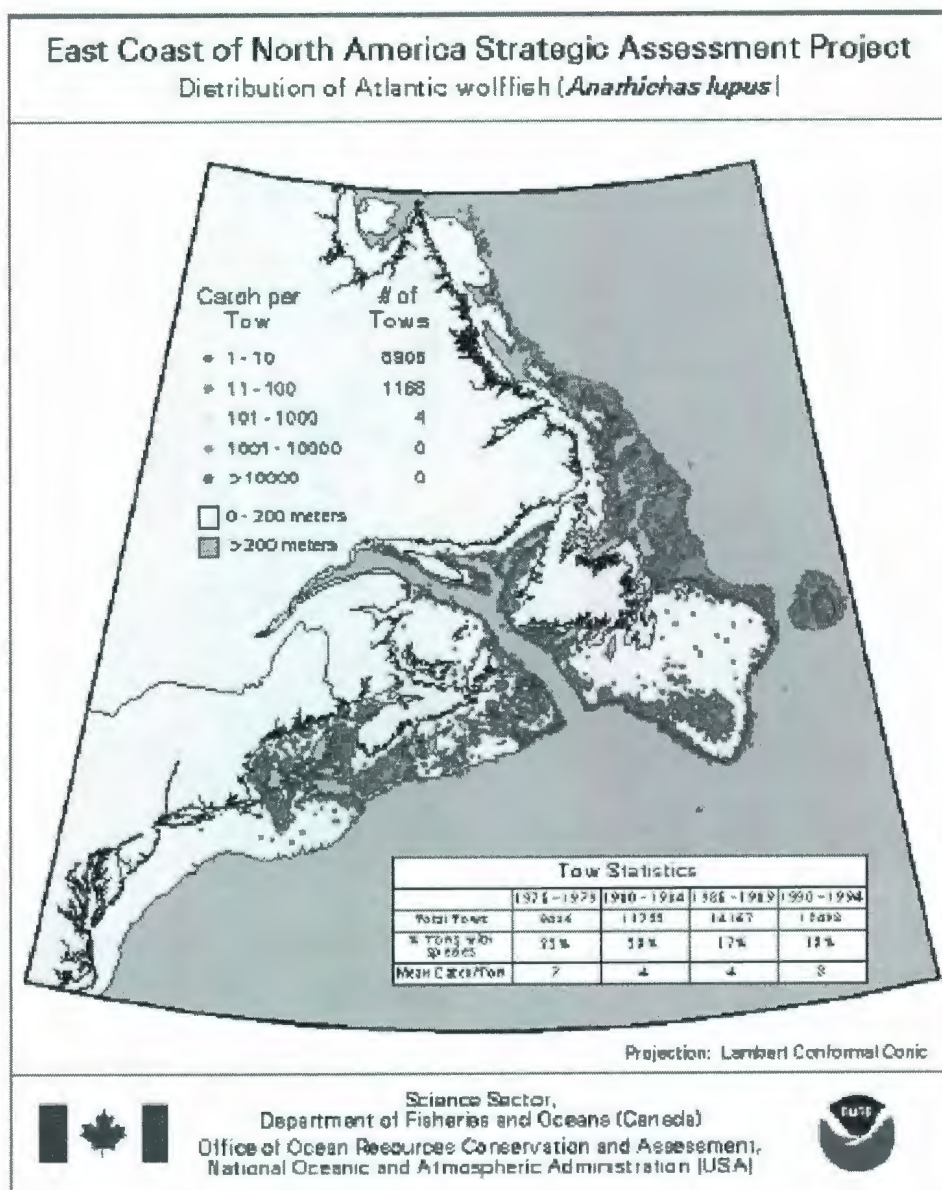 East Coast of North America Strategic Assessment Project
Distribution of Atlantic wolffish (Anarhichas lupus)
Catch per # of
Tow Tows
1 - 10
11 - 100 1168
101 - 1000 4
1001 - 10000 0
>10000 0
0 - 200 meters
>200 meters
Tow Statistics
1990 - 1994
Total Tows
% Tows with
species
Mean Catch/Tow 4 4
Projection: Lambert Conformal Conic
Science Sector,
Department of Fisheries and Oceans (Canada)
Office of Ocean Resources Conservation and Assessment,
National Oceanic and Atmospheric Administration (USA)